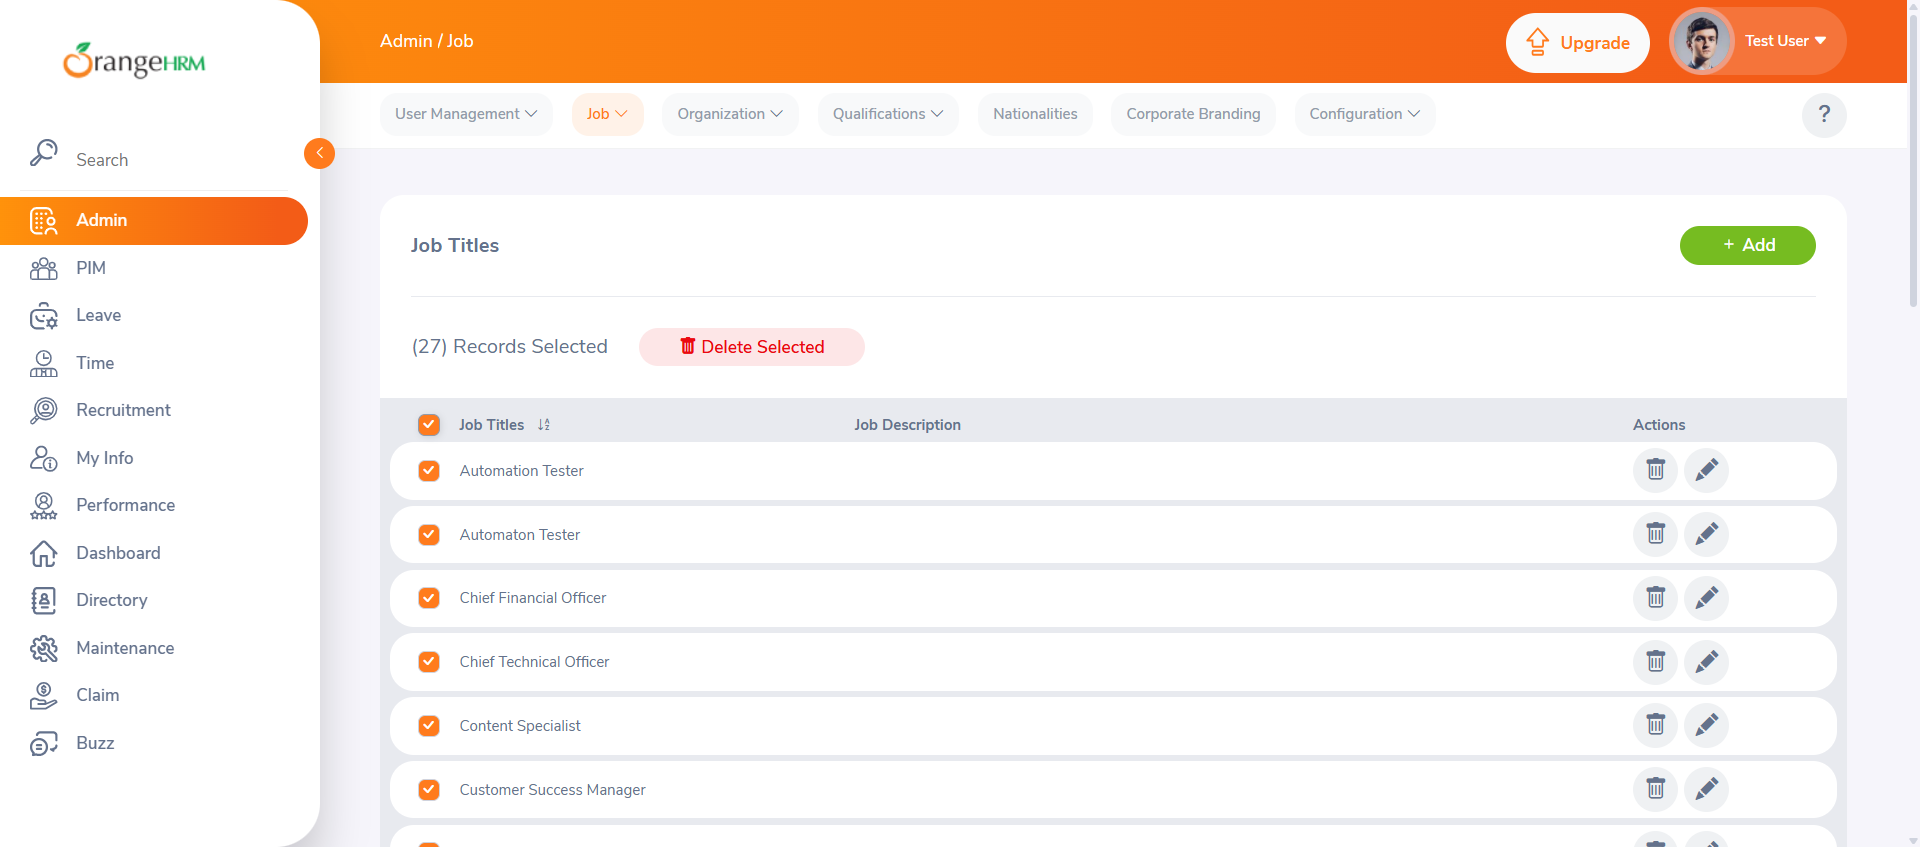 OrangeHRM
Admin / Job
Upgrade
Test User
User Management
Job
Organization
Qualifications
Nationalities
Corporate Branding
Configuration
?
Search
Admin
PIM
Leave
Time
Recruitment
My Info
Performance
Dashboard
Directory
Maintenance
Claim
Buzz
Job Titles
+ Add
(27) Records Selected
Delete Selected
Job Titles
Job Description
Actions
Automation Tester
Automaton Tester
Chief Financial Officer
Chief Technical Officer
Content Specialist
Customer Success Manager